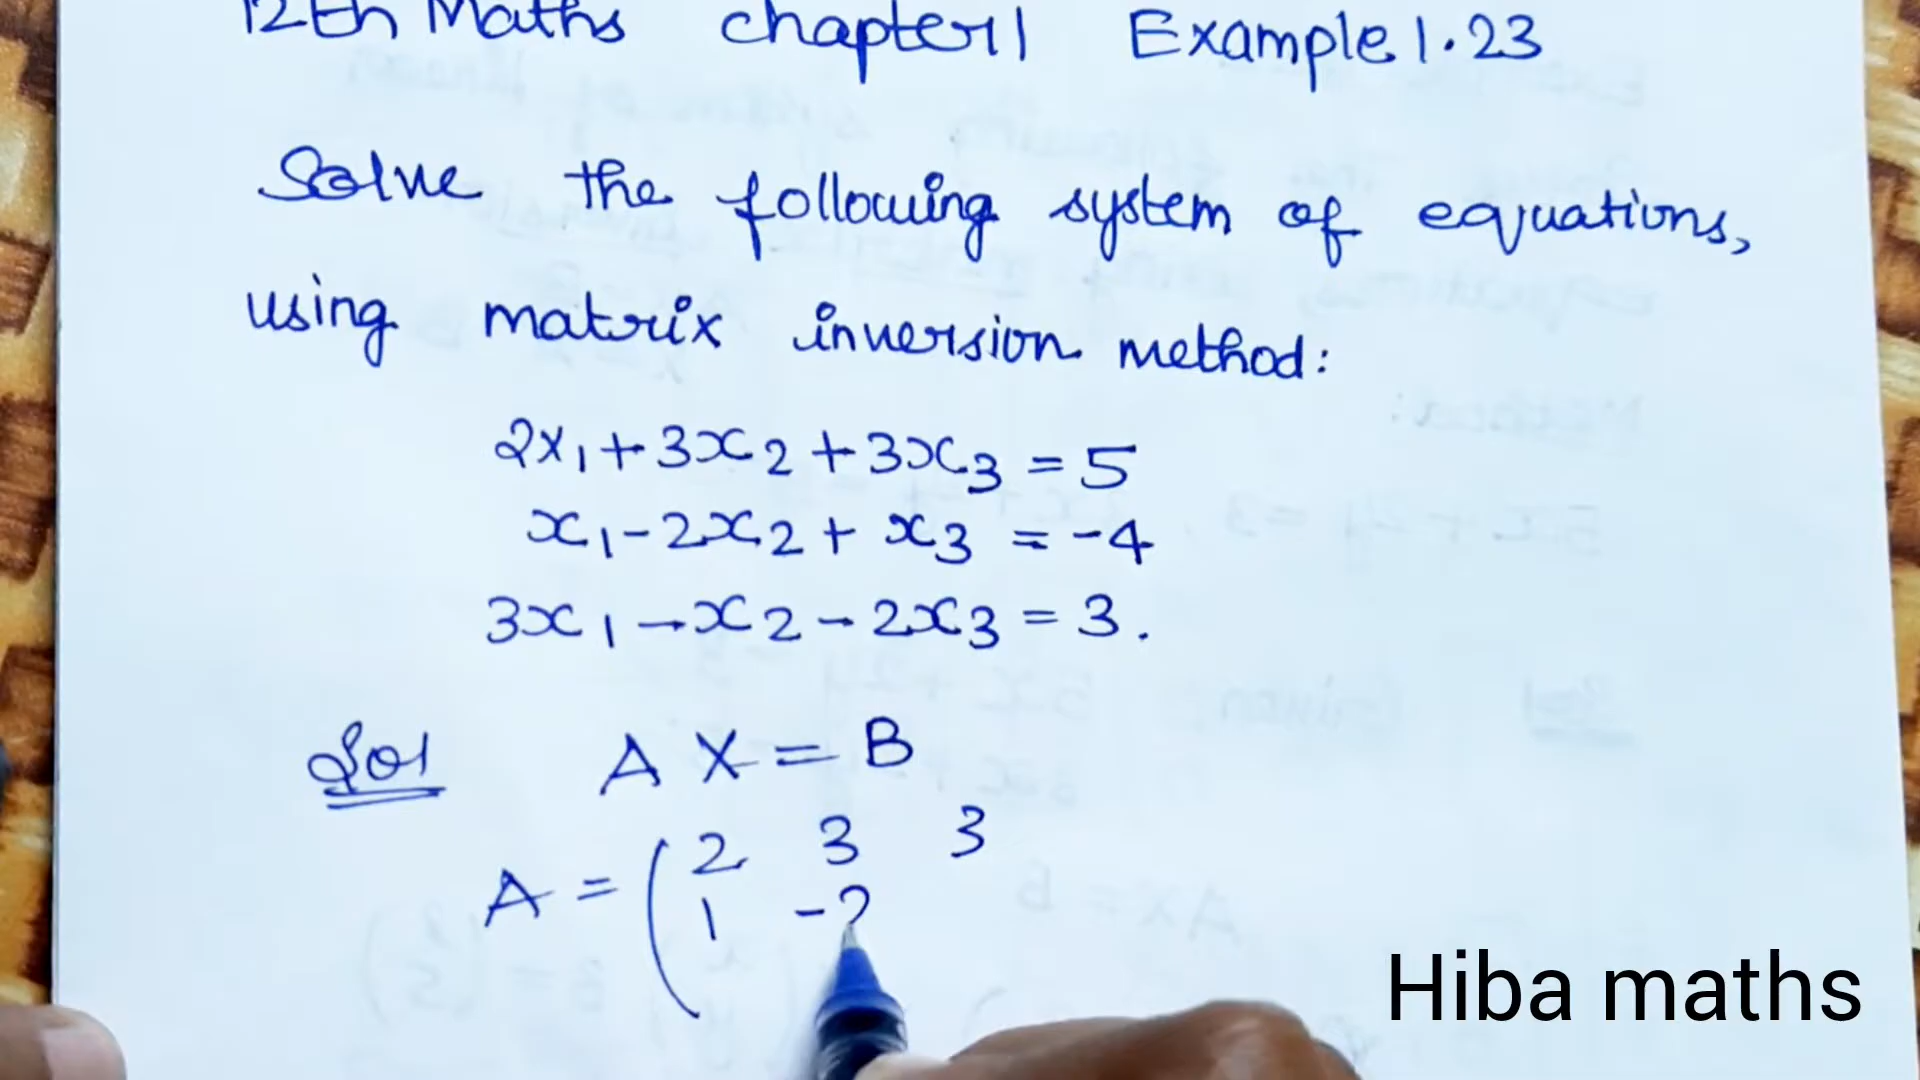 12th Maths chapter 1 Example 1.23
Solve the following system of equations,
using matrix inversion method:
2x₁ + 3x₂ + 3x₃ = 5
x₁ - 2x₂ + x₃ = -4
3x₁ - x₂ - 2x₃ = 3.
Sol AX = B
A = ( 2 3 3
1 -2
Hiba maths